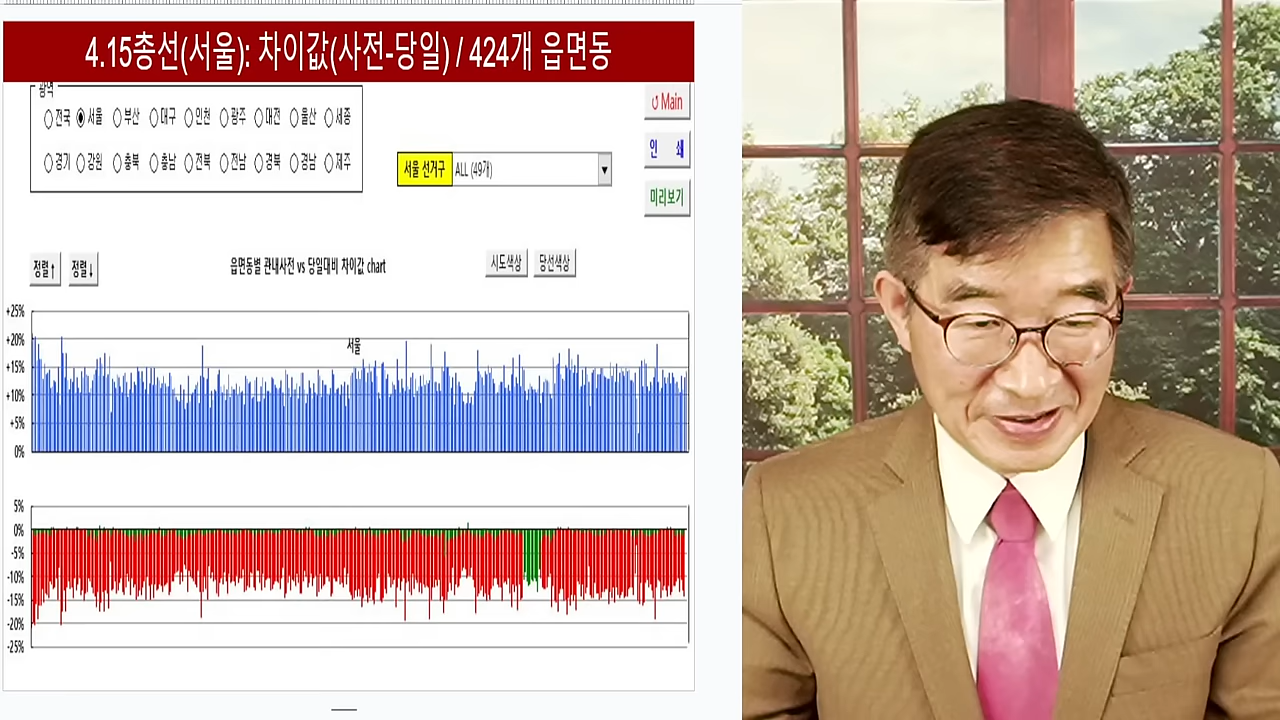 4.15총선(서울): 차이값(사전-당일) / 424개 읍면동
광역
전국 서울 부산 대구 인천 광주 대전 울산 세종
경기 강원 충북 충남 전북 전남 경북 경남 제주
서울 선거구 ALL (49개)
↺ Main
인 쇄
미리보기
정렬↑ 정렬↓
읍면동별 관내사전 vs 당일대비 차이값 chart
시도색상 당선색상
+25%
+20%
서울
+15%
+10%
+5%
0%
5%
0%
-5%
-10%
-15%
-20%
-25%